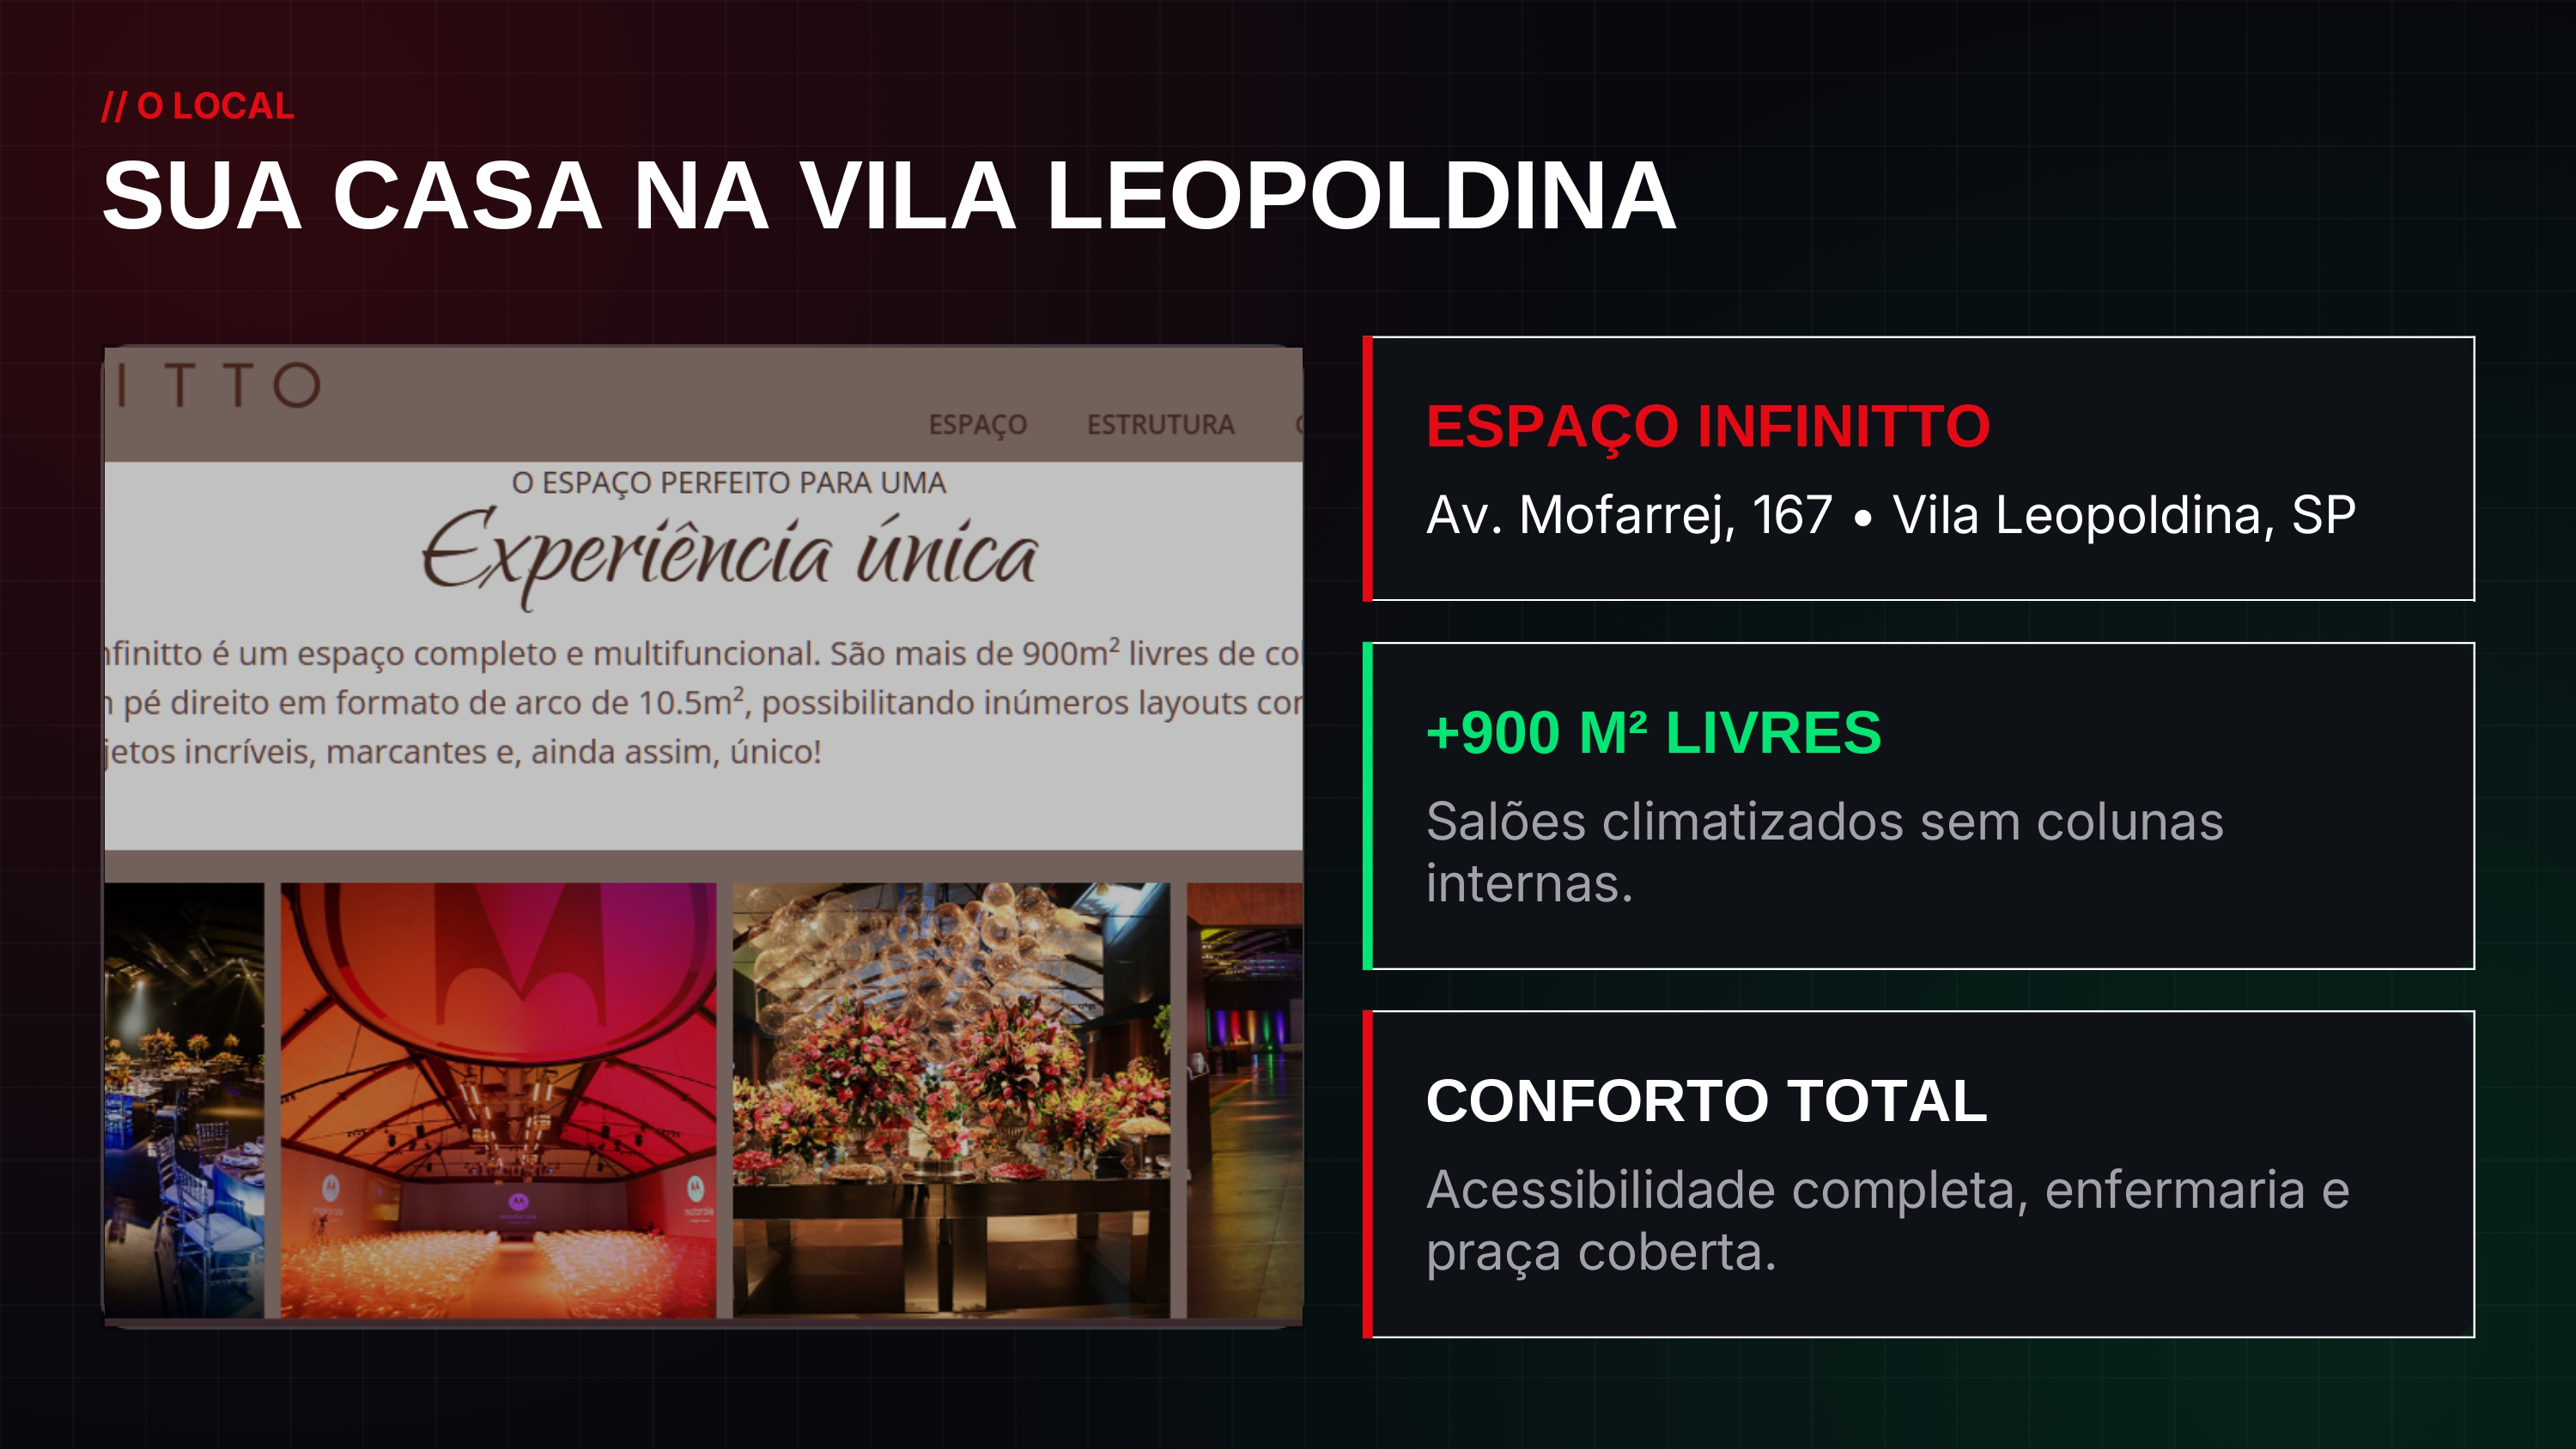 // O LOCAL
SUA CASA NA VILA LEOPOLDINA
ITTO
ESPAÇO ESTRUTURA
O ESPAÇO PERFEITO PARA UMA
Experiência única
nfinitto é um espaço completo e multifuncional. São mais de 900m² livres de co
pé direito em formato de arco de 10.5m², possibilitando inúmeros layouts co
jetos incríveis, marcantes e, ainda assim, único!
motorola
ESPAÇO INFINITTO
Av. Mofarrej, 167 • Vila Leopoldina, SP
+900 M² LIVRES
Salões climatizados sem colunas
internas.
CONFORTO TOTAL
Acessibilidade completa, enfermaria e
praça coberta.